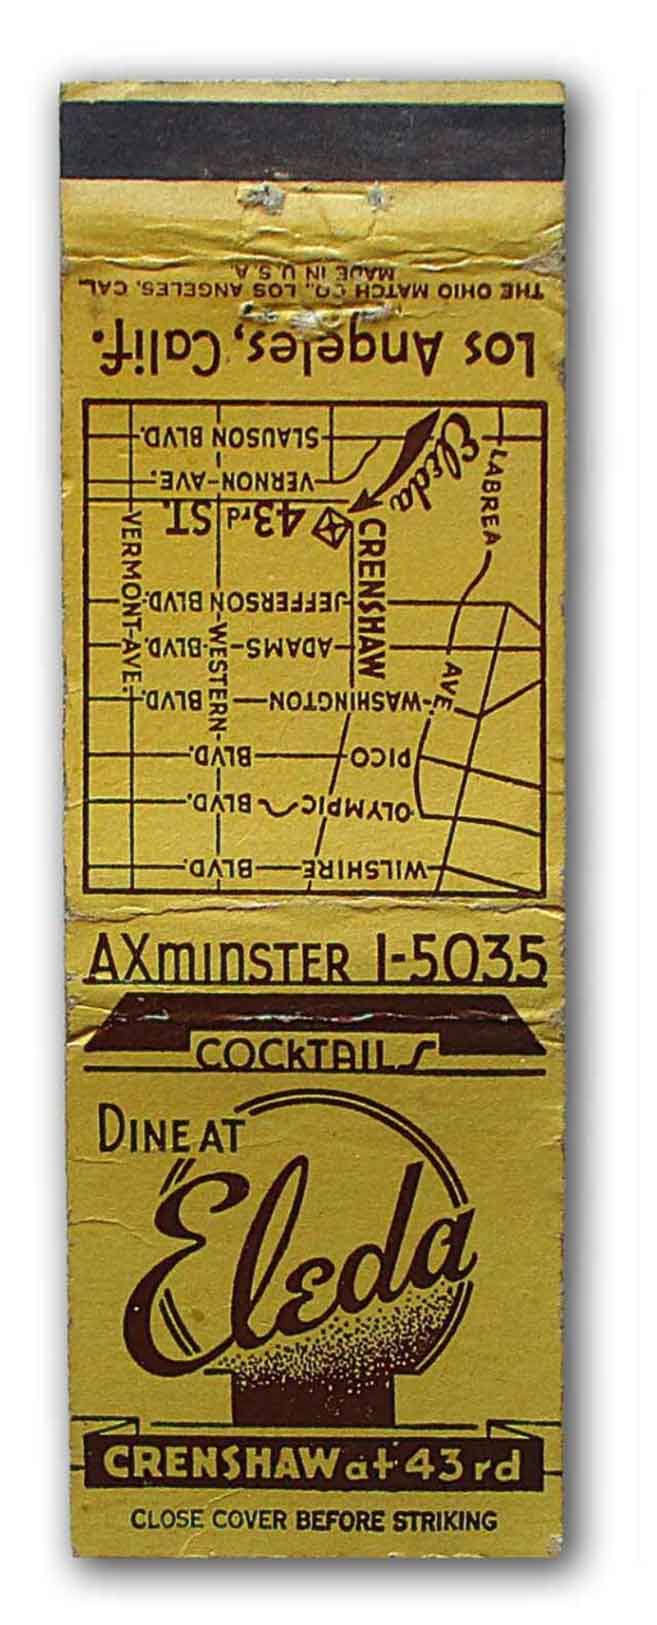 THE OHIO MATCH CO., LOS ANGELES, CAL.
MADE IN U.S.A.
Los Angeles, Calif.
SLAUSON BLVD.
VERNON-AVE.
43rd ST.
Eleda
LABREA AVE.
CRENSHAW
VERMONT-AVE.
WESTERN
JEFFERSON BLVD.
ADAMS-BLVD.
WASHINGTON BLVD.
PICO BLVD.
OLYMPIC BLVD.
WILSHIRE BLVD.
AXMINSTER 1-5035
COCKTAILS
DINE AT
Eleda
CRENSHAW at 43rd
CLOSE COVER BEFORE STRIKING